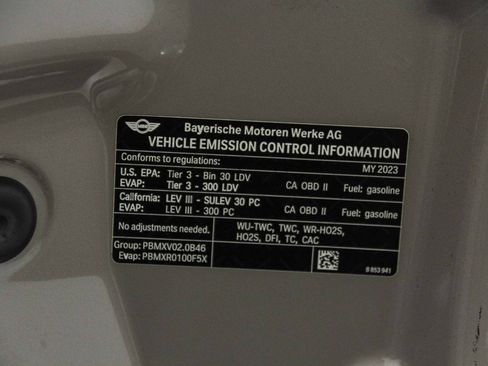 MINI
Bayerische Motoren Werke AG
VEHICLE EMISSION CONTROL INFORMATION
Conforms to regulations: MY 2023
U.S. EPA: Tier 3 - Bin 30 LDV
EVAP: Tier 3 - 300 LDV CA OBD II Fuel: gasoline
California: LEV III - SULEV 30 PC
EVAP: LEV III - 300 PC CA OBD II Fuel: gasoline
No adjustments needed. WU-TWC, TWC, WR-HO2S,
HO2S, DFI, TC, CAC
Group: PBMXV02.0B46
Evap: PBMXR0100F5X
8 853 941